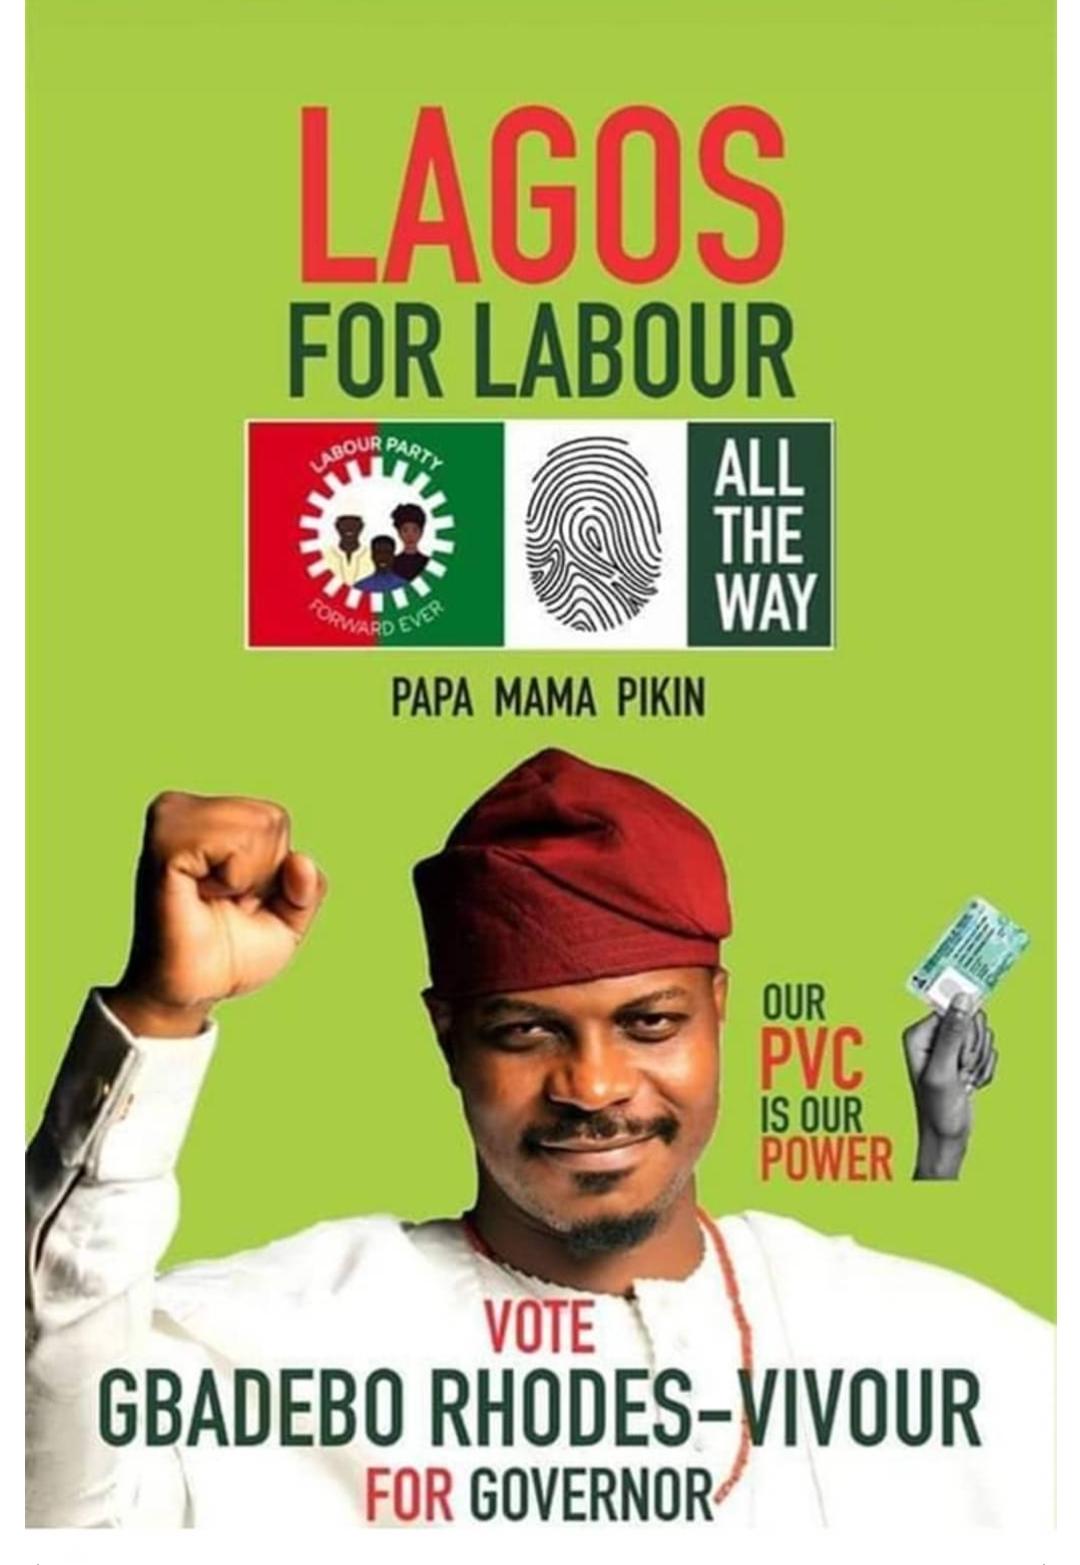 LAGOS
FOR LABOUR
LABOUR PARTY
FORWARD EVER
ALL
THE
WAY
PAPA MAMA PIKIN
OUR
PVC
IS OUR
POWER
VOTE
GBADEBO RHODES-VIVOUR
FOR GOVERNOR